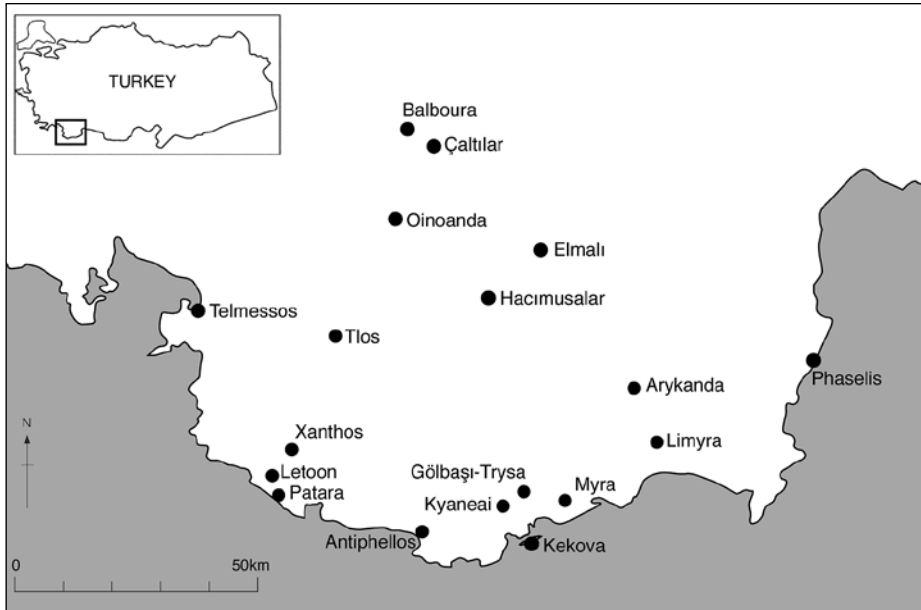 TURKEY
Balboura
Çaltılar
Oinoanda
Elmalı
Hacımusalar
Telmessos
Tlos
Arykanda
Phaselis
Xanthos
Limyra
Letoon
Gölbaşı-Trysa
Patara
Kyaneai
Myra
Antiphellos
Kekova
N
0
50km